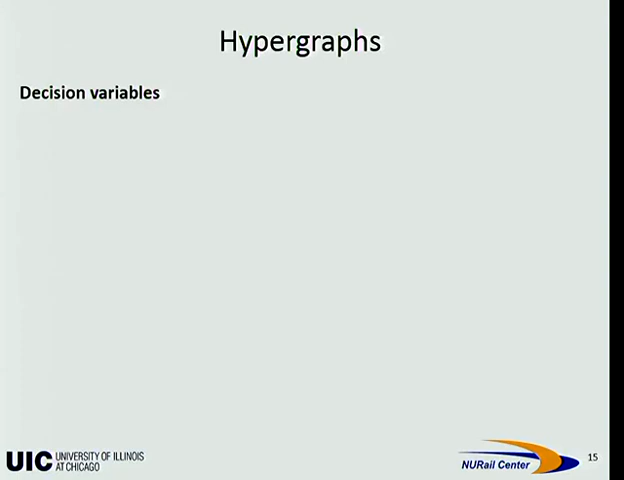 Hypergraphs
Decision variables
UIC UNIVERSITY OF ILLINOIS
AT CHICAGO
NURail Center
15